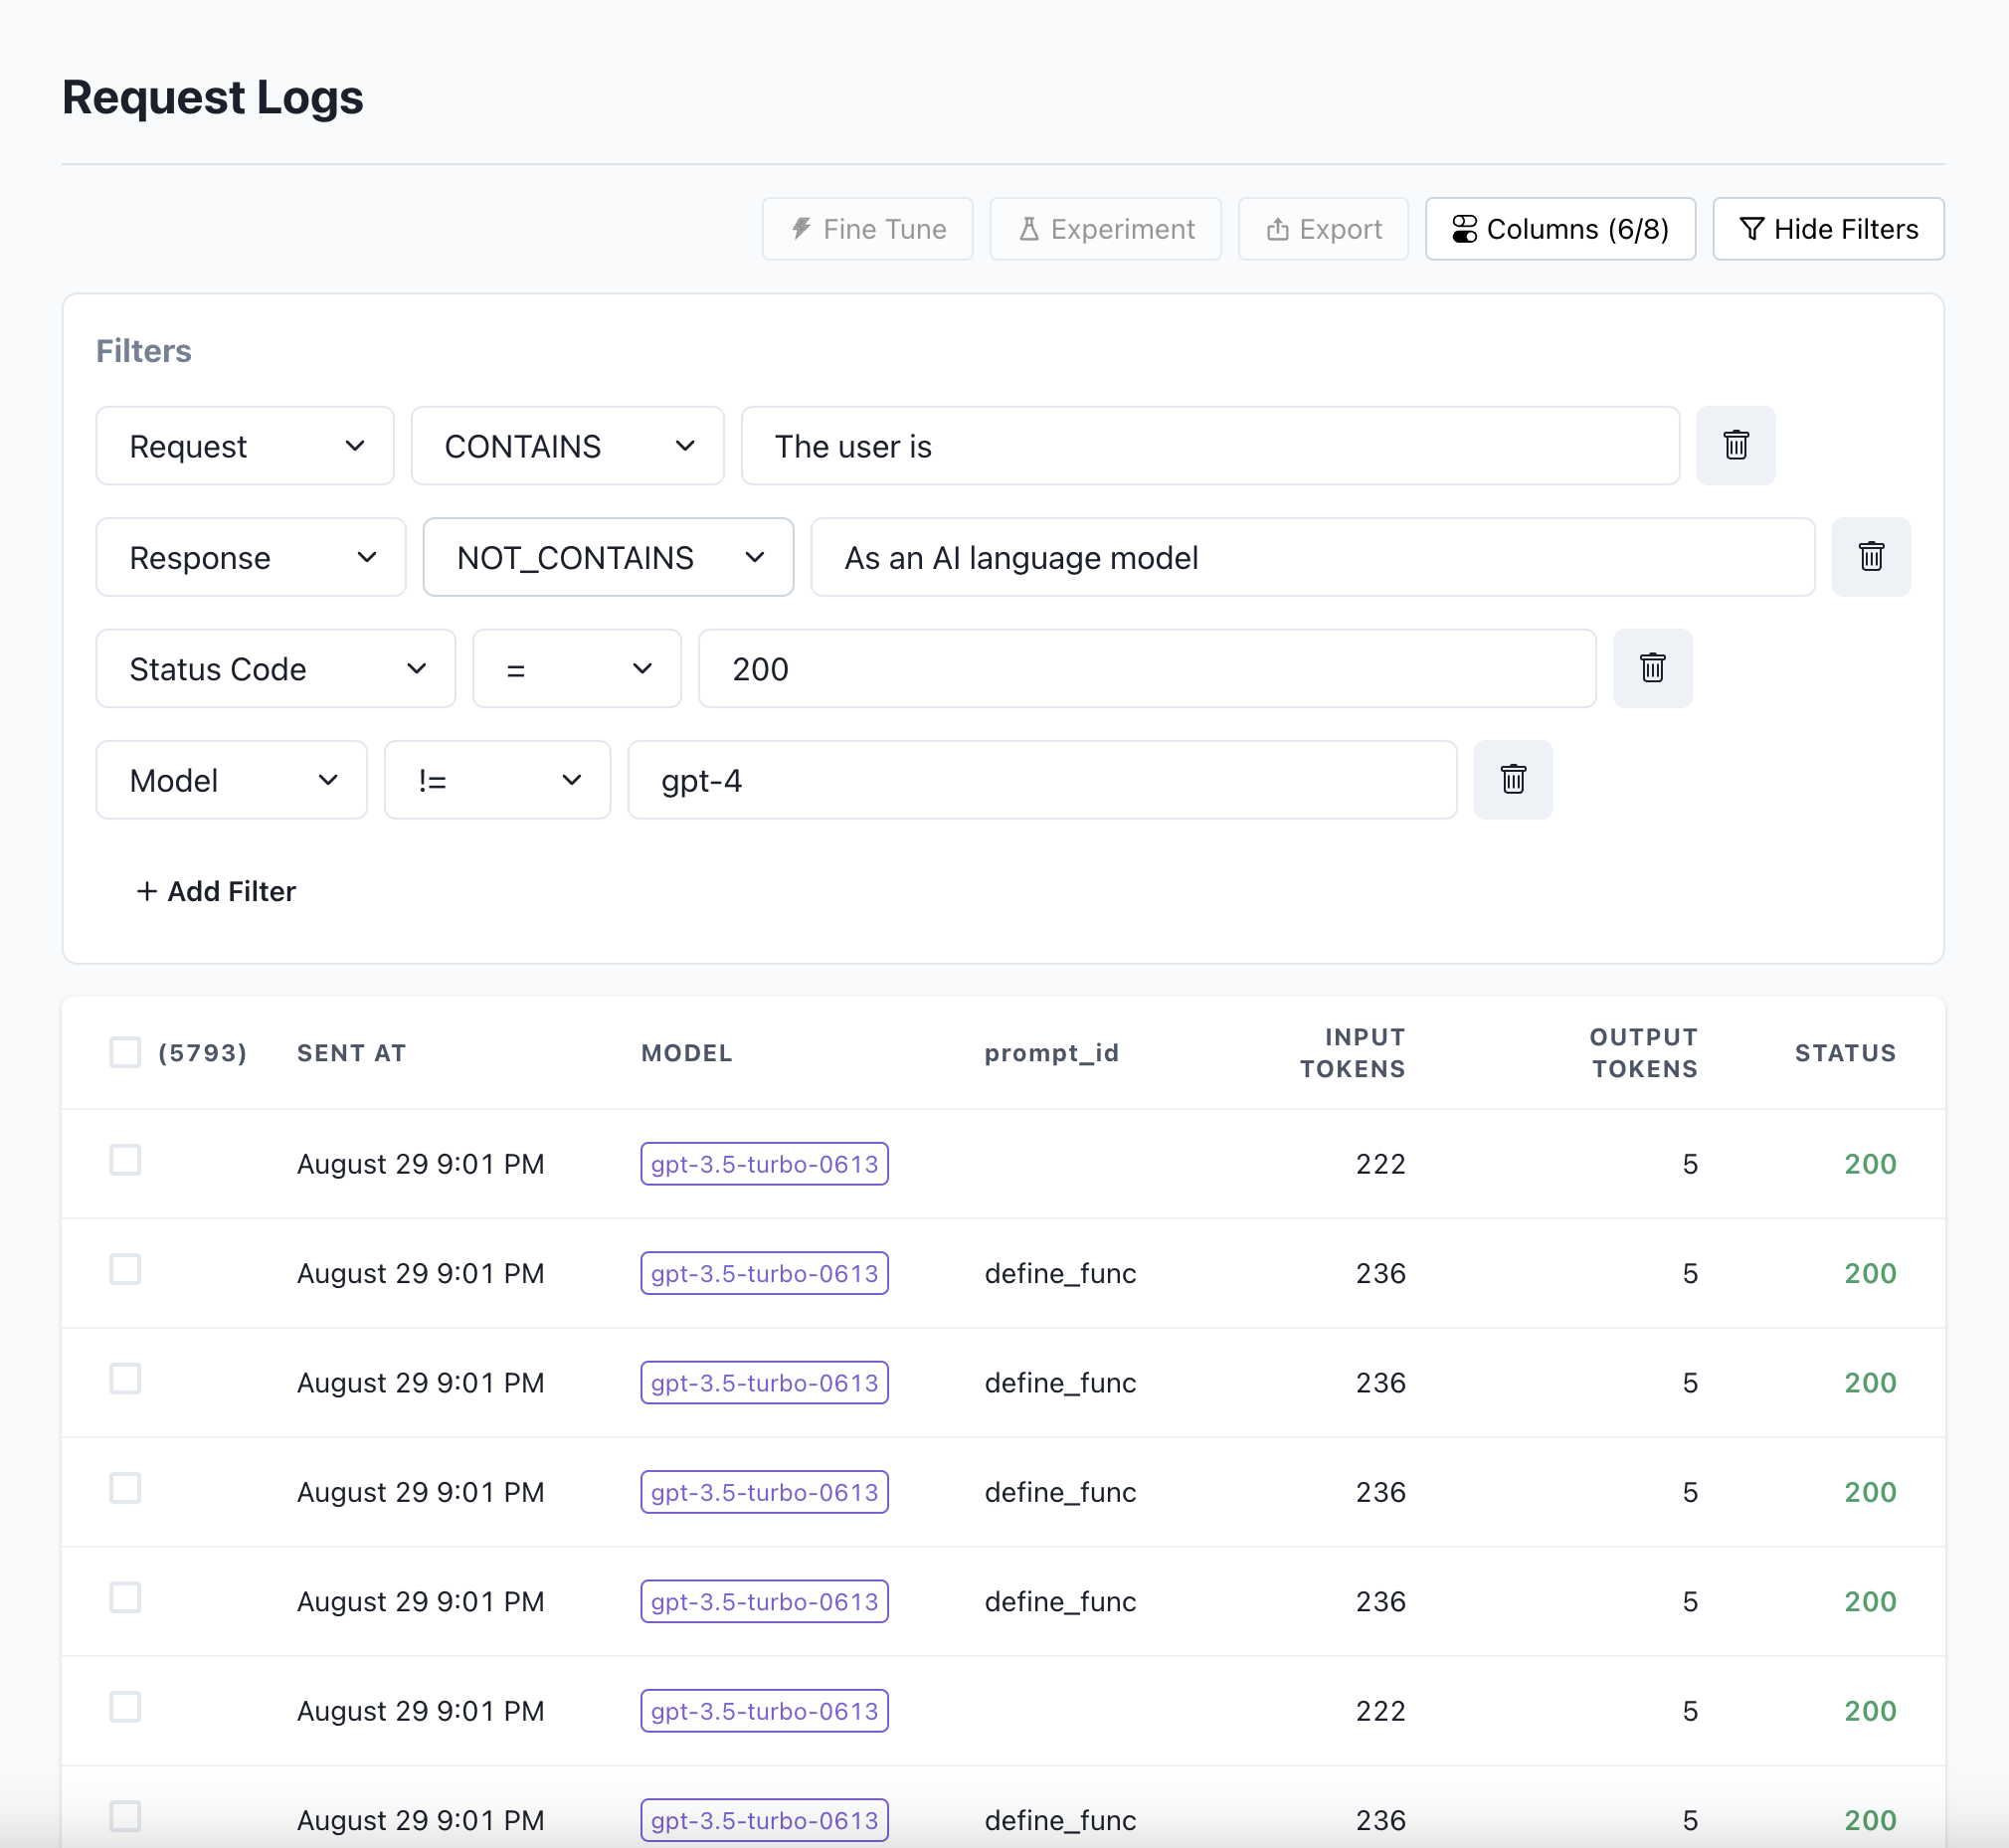 Request Logs
Fine Tune Experiment Export Columns (6/8) Hide Filters
Filters
Request CONTAINS The user is
Response NOT_CONTAINS As an AI language model
Status Code = 200
Model != gpt-4
+ Add Filter
(5793) SENT AT MODEL prompt_id INPUT TOKENS OUTPUT TOKENS STATUS
August 29 9:01 PM gpt-3.5-turbo-0613 222 5 200
August 29 9:01 PM gpt-3.5-turbo-0613 define_func 236 5 200
August 29 9:01 PM gpt-3.5-turbo-0613 define_func 236 5 200
August 29 9:01 PM gpt-3.5-turbo-0613 define_func 236 5 200
August 29 9:01 PM gpt-3.5-turbo-0613 define_func 236 5 200
August 29 9:01 PM gpt-3.5-turbo-0613 222 5 200
August 29 9:01 PM gpt-3.5-turbo-0613 define_func 236 5 200